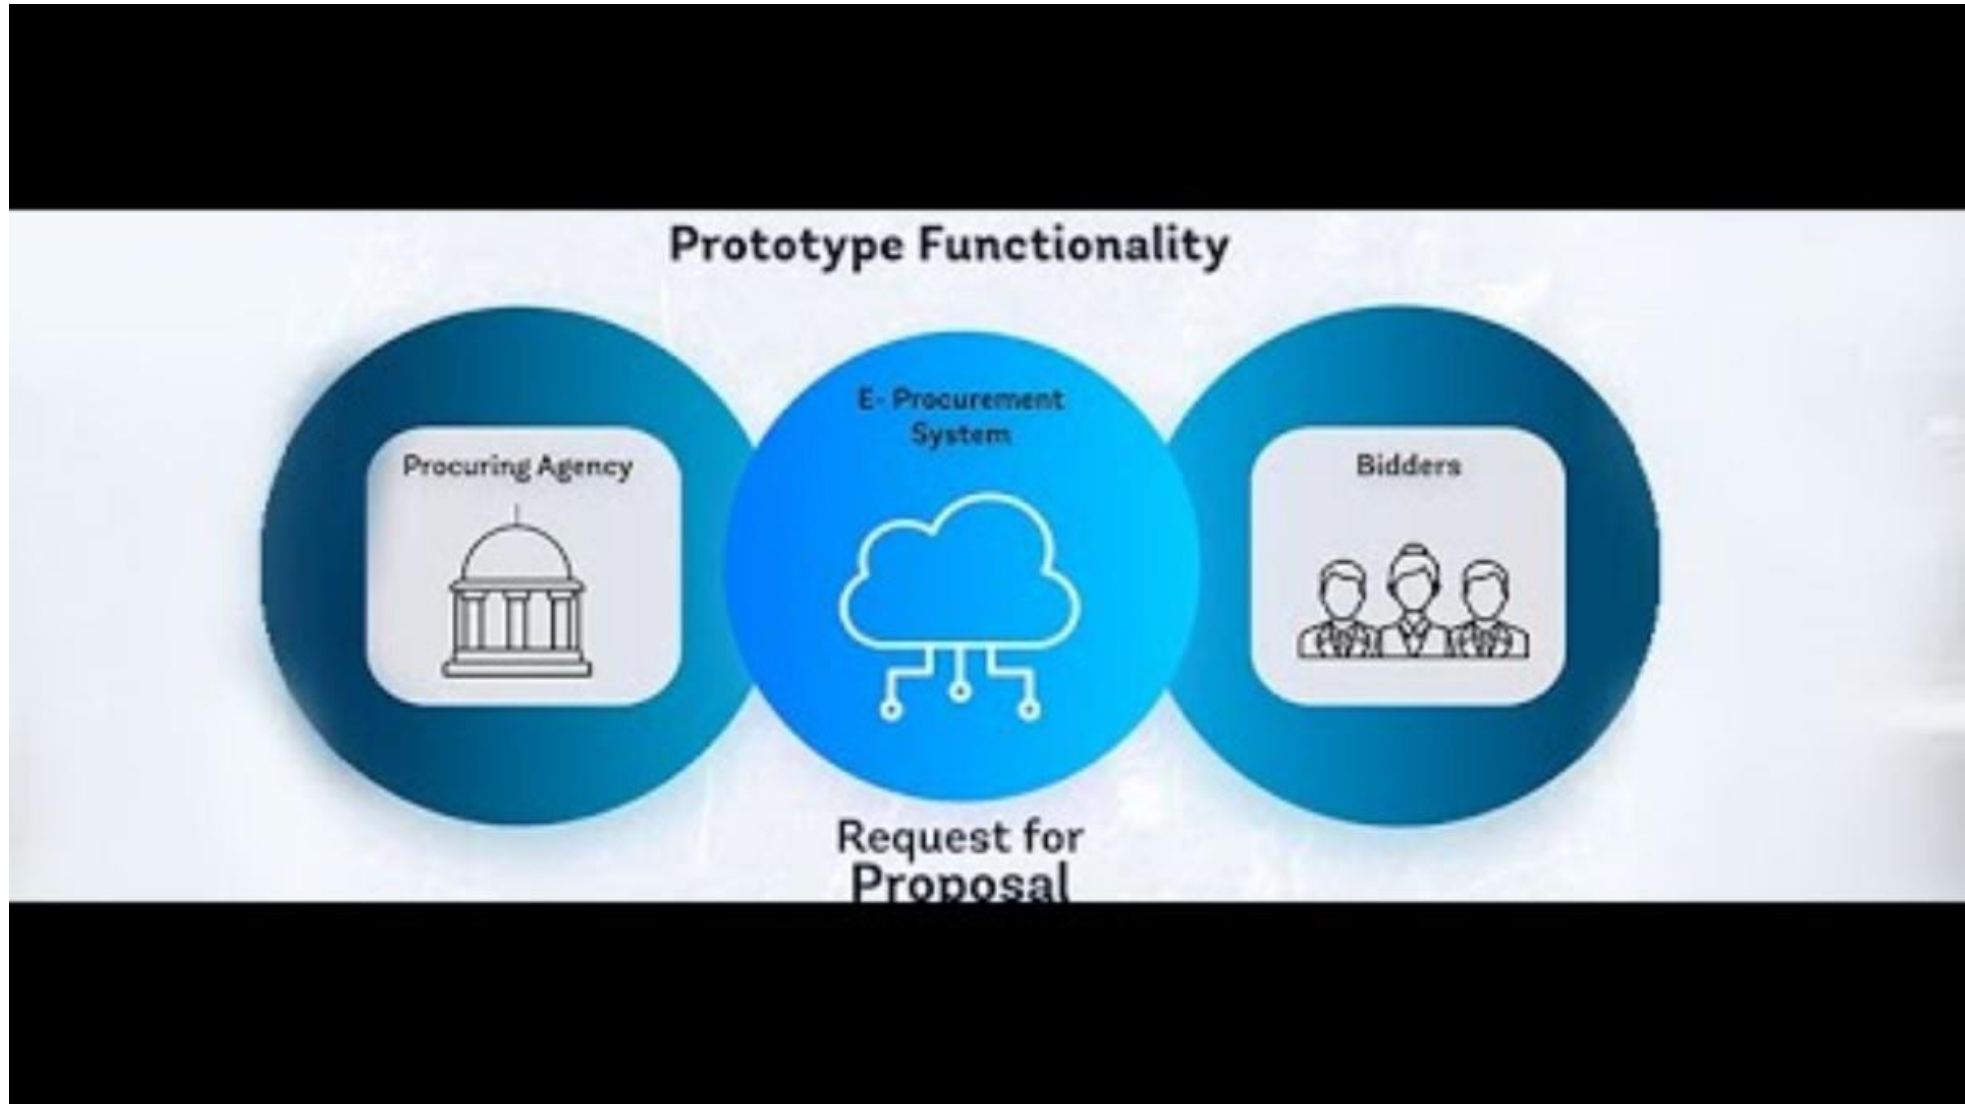 Prototype Functionality
E- Procurement
System
Procuring Agency
Bidders
Request for
Proposal